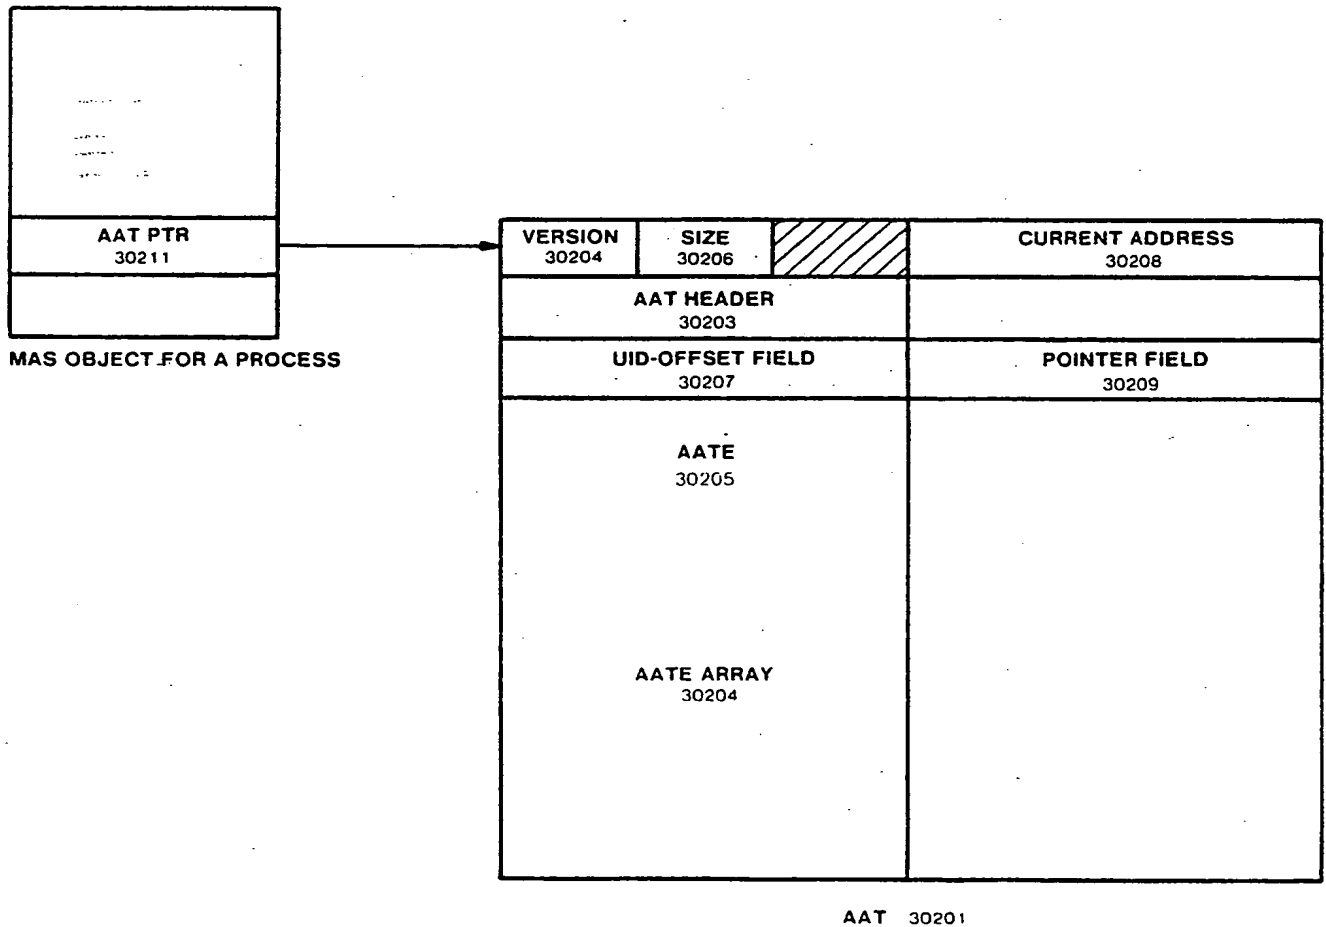 AAT PTR
30211
MAS OBJECT FOR A PROCESS
VERSION
30204
SIZE
30206
CURRENT ADDRESS
30208
AAT HEADER
30203
UID-OFFSET FIELD
30207
POINTER FIELD
30209
AATE
30205
AATE ARRAY
30204
AAT 30201